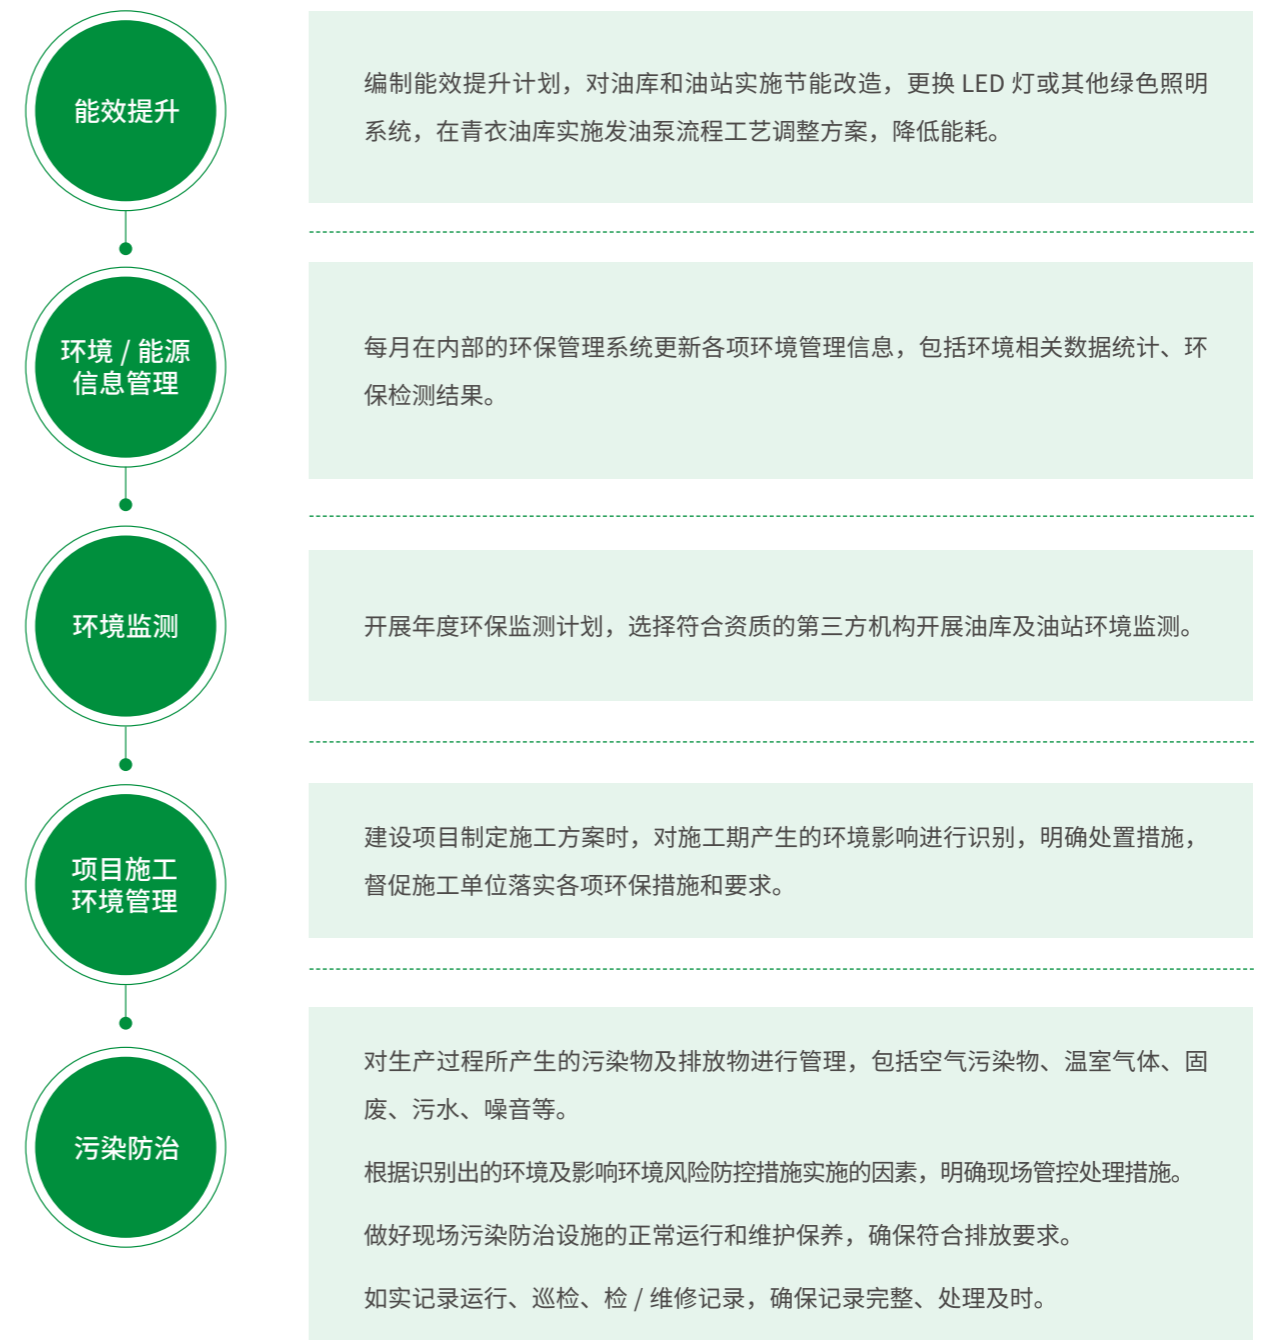 能效提升
编制能效提升计划，对油库和油站实施节能改造，更换 LED 灯或其他绿色照明
系统，在青衣油库实施发油泵流程工艺调整方案，降低能耗。
环境 / 能源
信息管理
每月在内部的环保管理系统更新各项环境管理信息，包括环境相关数据统计、环
保检测结果。
环境监测
开展年度环保监测计划，选择符合资质的第三方机构开展油库及油站环境监测。
项目施工
环境管理
建设项目制定施工方案时，对施工期产生的环境影响进行识别，明确处置措施，
督促施工单位落实各项环保措施和要求。
污染防治
对生产过程所产生的污染物及排放物进行管理，包括空气污染物、温室气体、固
废、污水、噪音等。
根据识别出的环境及影响环境风险防控措施实施的因素，明确现场管控处理措施。
做好现场污染防治设施的正常运行和维护保养，确保符合排放要求。
如实记录运行、巡检、检 / 维修记录，确保记录完整、处理及时。